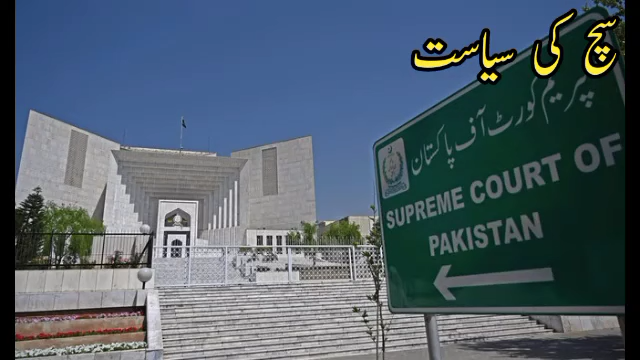 سچ کی سیاست
سپریم کورٹ آف پاکستان
SUPREME COURT OF
PAKISTAN